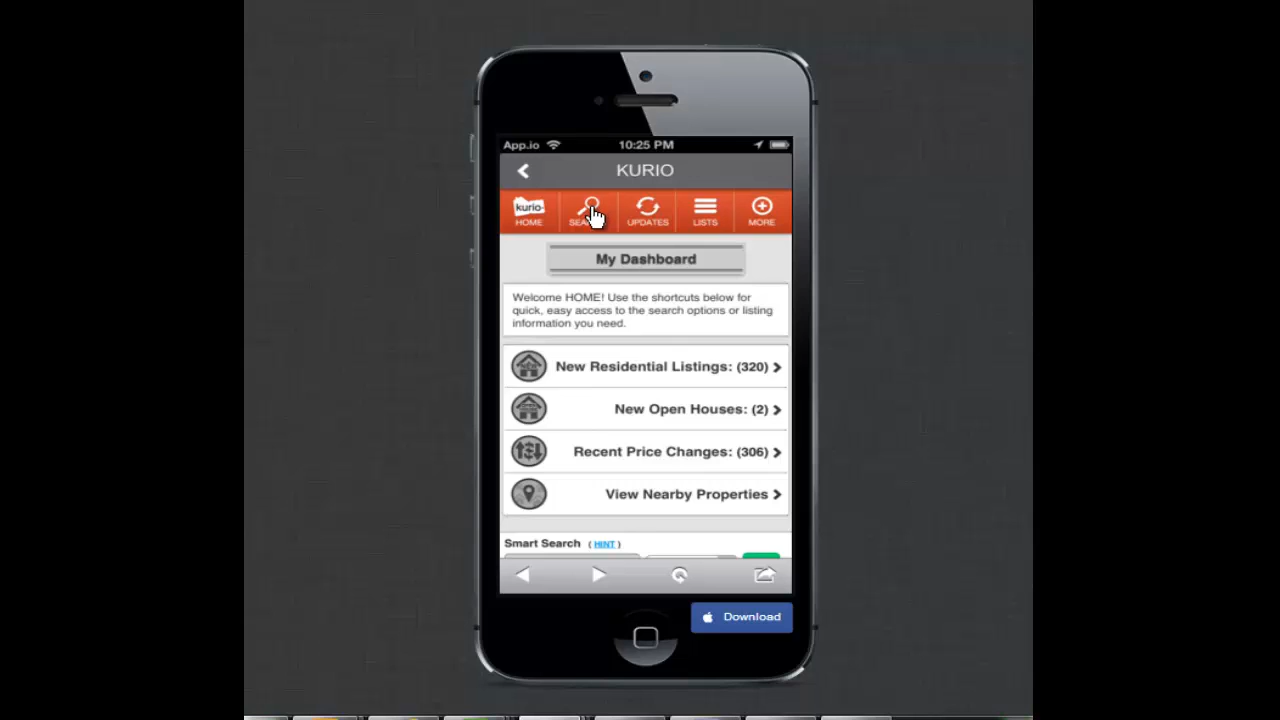 App.io 10:25 PM
KURIO
kurio
HOME UPDATES LISTS MORE
My Dashboard
Welcome HOME! Use the shortcuts below for
quick, easy access to the search options or listing
information you need.
New Residential Listings: (320)
New Open Houses: (2)
Recent Price Changes: (306)
View Nearby Properties
Smart Search ( HINT )
Download